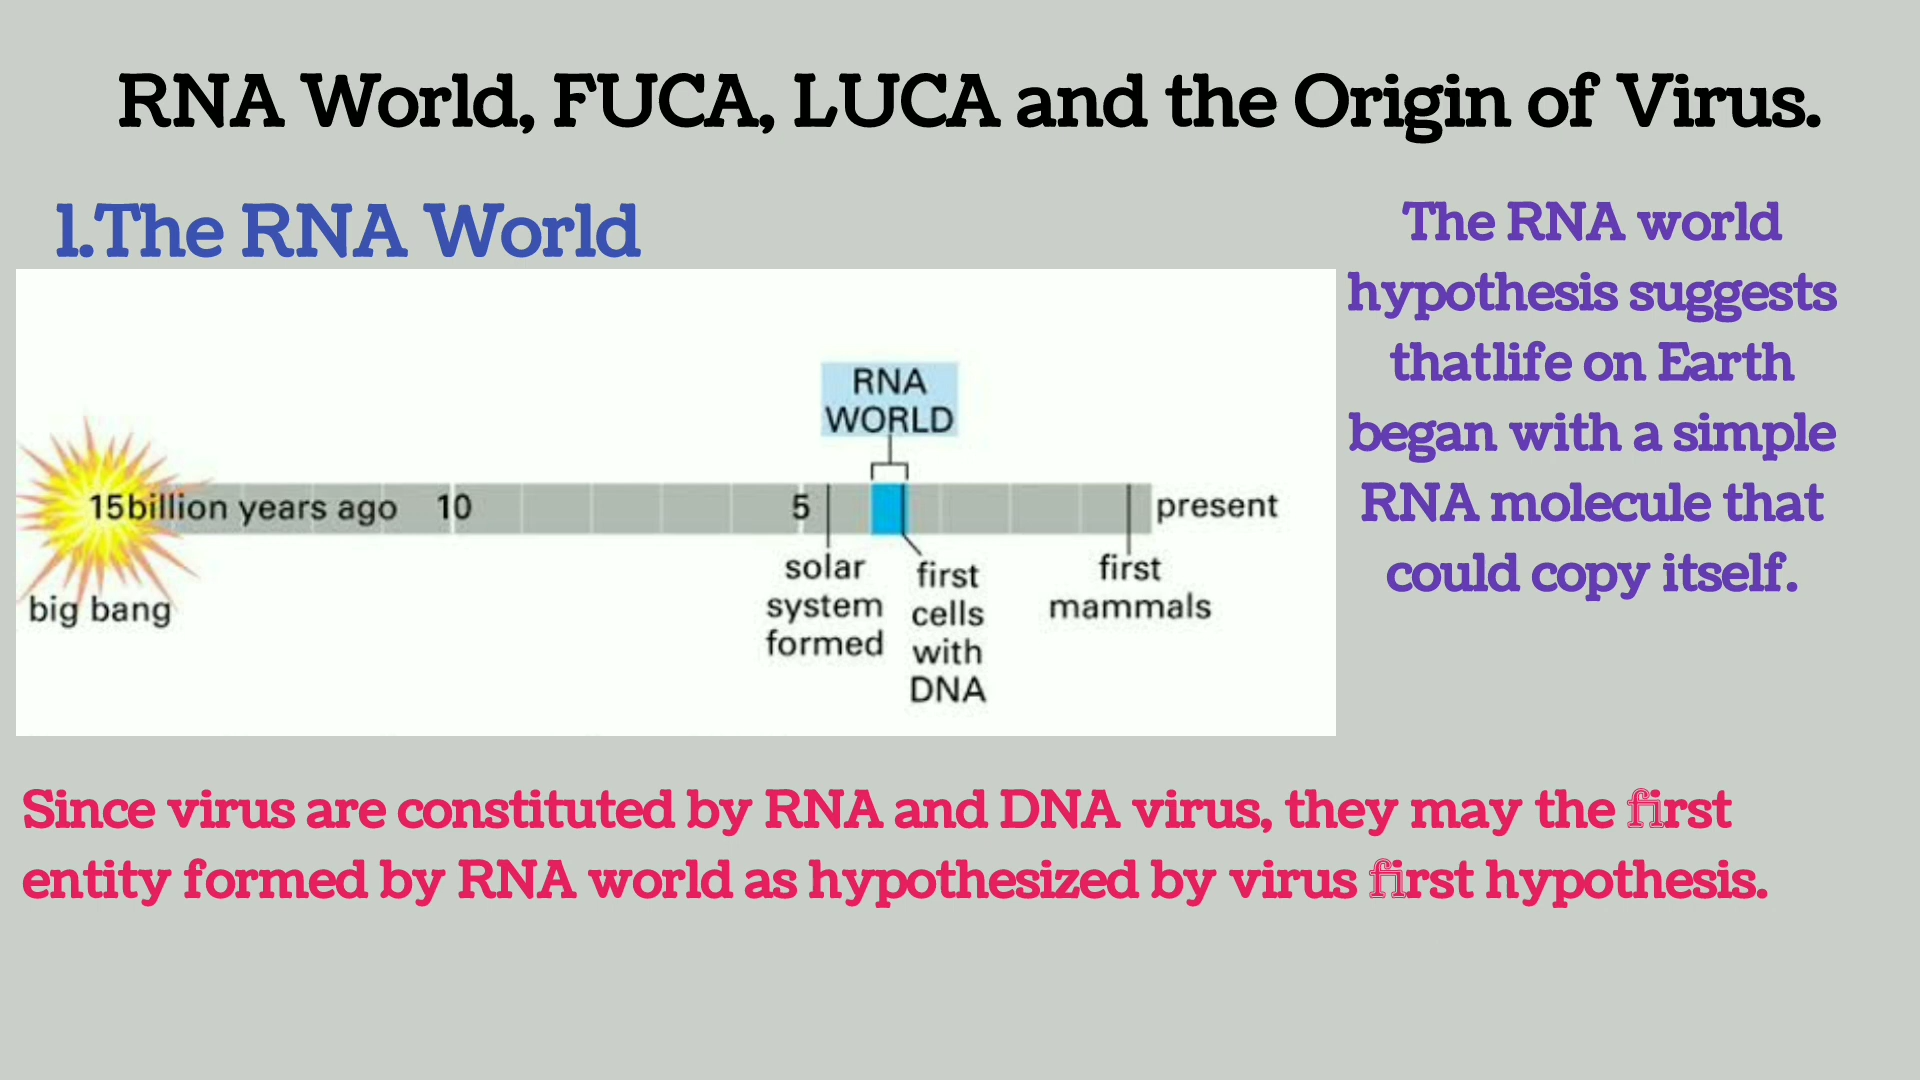 RNA World, FUCA, LUCA and the Origin of Virus.
1.The RNA World
The RNA world
hypothesis suggests
thatlife on Earth
began with a simple
RNA molecule that
could copy itself.
RNA
WORLD
15billion years ago 10 5 present
big bang
solar
system
formed
first
cells
with
DNA
first
mammals
Since virus are constituted by RNA and DNA virus, they may the first
entity formed by RNA world as hypothesized by virus first hypothesis.